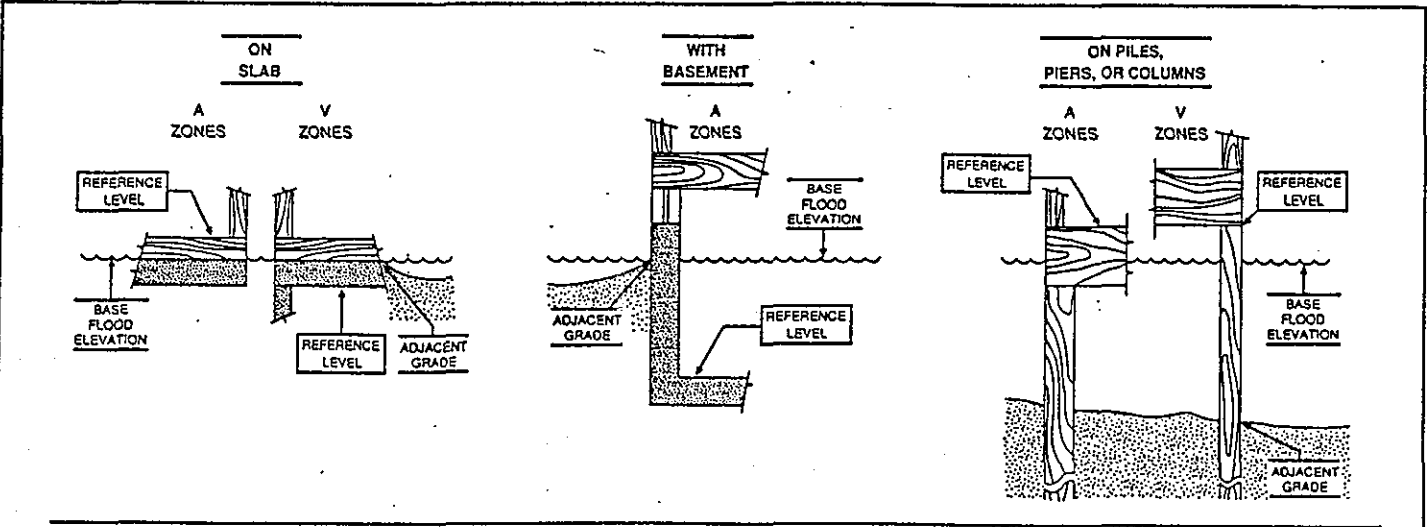 ON
SLAB
A
ZONES
V
ZONES
REFERENCE
LEVEL
BASE
FLOOD
ELEVATION
REFERENCE
LEVEL
ADJACENT
GRADE
WITH
BASEMENT
A
ZONES
BASE
FLOOD
ELEVATION
ADJACENT
GRADE
REFERENCE
LEVEL
ON PILES,
PIERS, OR COLUMNS
A
ZONES
V
ZONES
REFERENCE
LEVEL
REFERENCE
LEVEL
BASE
FLOOD
ELEVATION
ADJACENT
GRADE